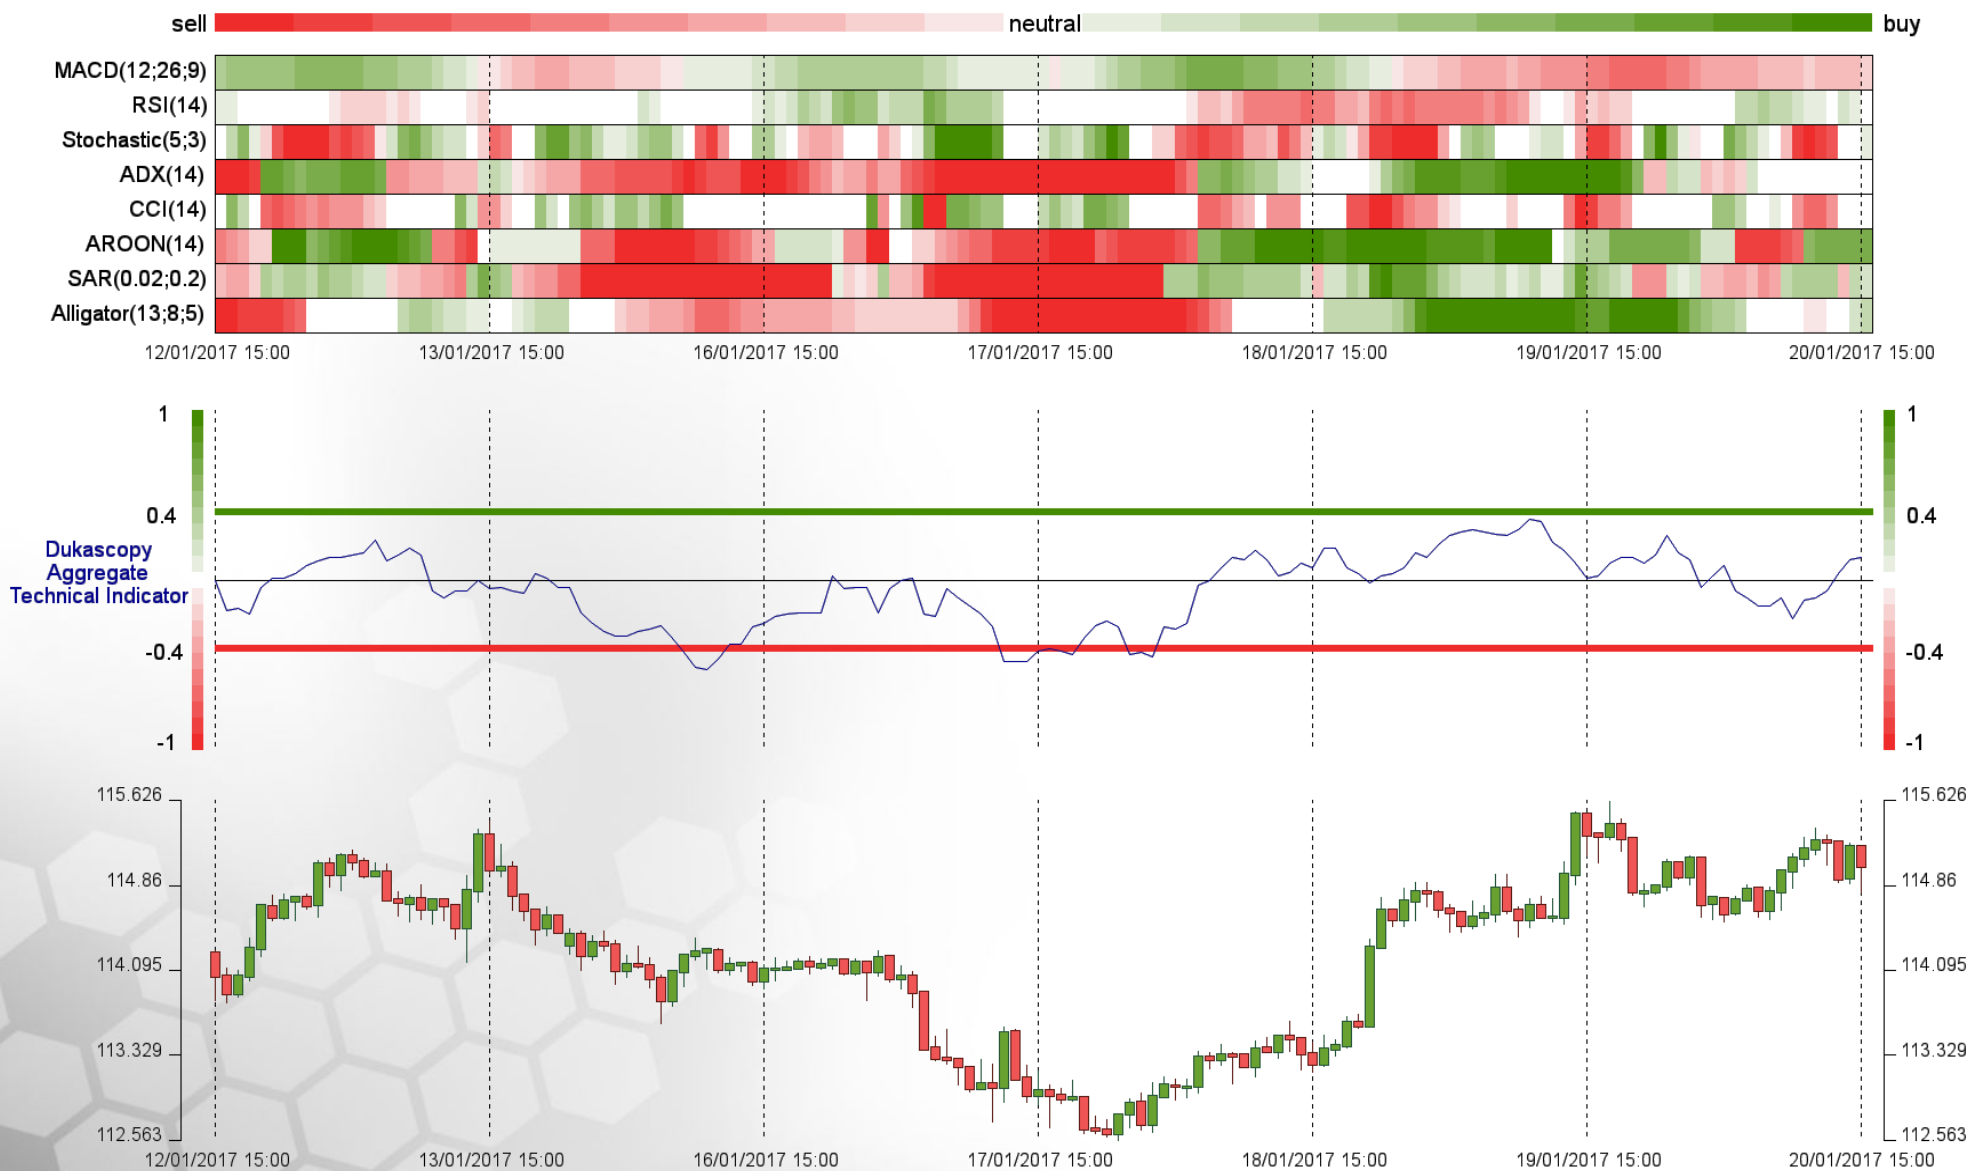 sell neutral buy
MACD(12;26;9)
RSI(14)
Stochastic(5;3)
ADX(14)
CCI(14)
AROON(14)
SAR(0.02;0.2)
Alligator(13;8;5)
12/01/2017 15:00 13/01/2017 15:00 16/01/2017 15:00 17/01/2017 15:00 18/01/2017 15:00 19/01/2017 15:00 20/01/2017 15:00
1 1
0.4 0.4
Dukascopy
Aggregate
Technical Indicator
-0.4 -0.4
-1 -1
115.626 115.626
114.86 114.86
114.095 114.095
113.329 113.329
112.563 112.563
12/01/2017 15:00 13/01/2017 15:00 16/01/2017 15:00 17/01/2017 15:00 18/01/2017 15:00 19/01/2017 15:00 20/01/2017 15:00